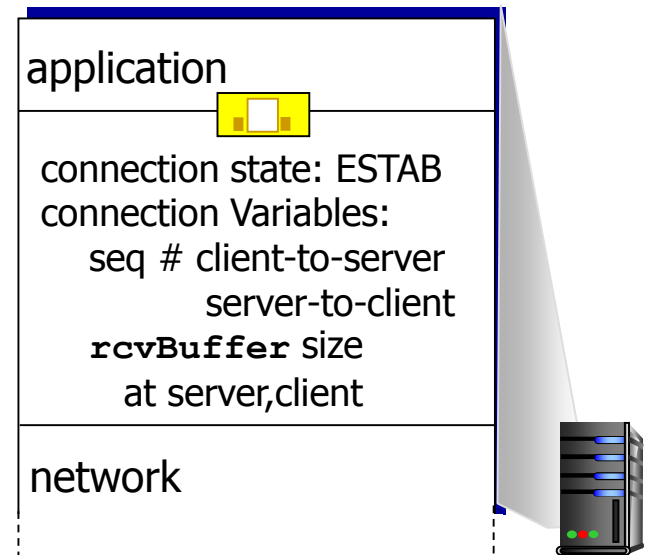 application
connection state: ESTAB
connection Variables:
seq # client-to-server
server-to-client
rcvBuffer size
at server,client
network